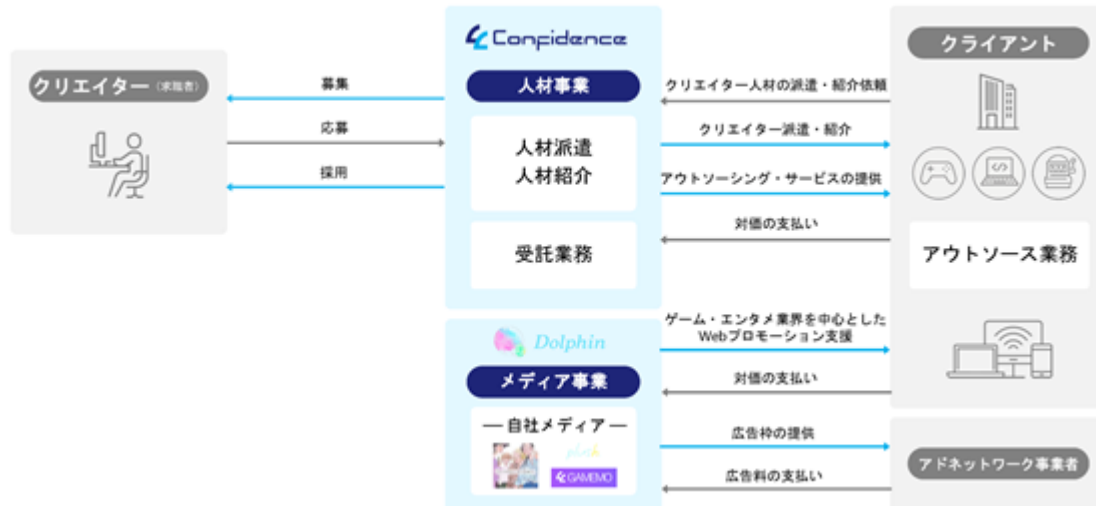 クリエイター（求職者）
募集
応募
採用
Confidence
人材事業
人材派遣
人材紹介
受託業務
クリエイター人材の派遣・紹介依頼
クリエイター派遣・紹介
アウトソーシング・サービスの提供
対価の支払い
クライアント
アウトソース業務
Dolphin
メディア事業
― 自社メディア ―
GAMEMO
ゲーム・エンタメ業界を中心とした
Webプロモーション支援
対価の支払い
広告枠の提供
広告料の支払い
アドネットワーク事業者